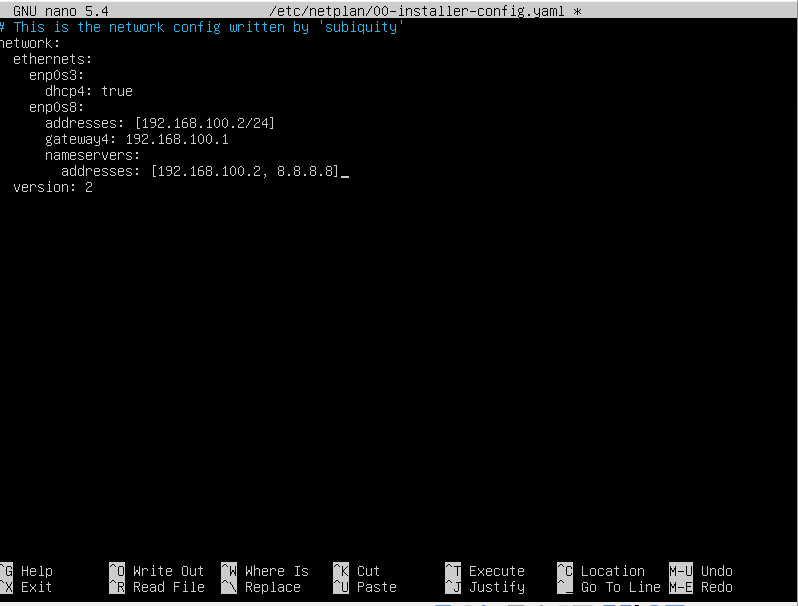 GNU nano 5.4 /etc/netplan/00-installer-config.yaml *
# This is the network config written by 'subiquity'
network:
  ethernets:
    enp0s3:
      dhcp4: true
    enp0s8:
      addresses: [192.168.100.2/24]
      gateway4: 192.168.100.1
      nameservers:
        addresses: [192.168.100.2, 8.8.8.8]
  version: 2
^G Help ^O Write Out ^W Where Is ^K Cut ^T Execute ^C Location M-U Undo
^X Exit ^R Read File ^\ Replace ^U Paste ^J Justify ^_ Go To Line M-E Redo